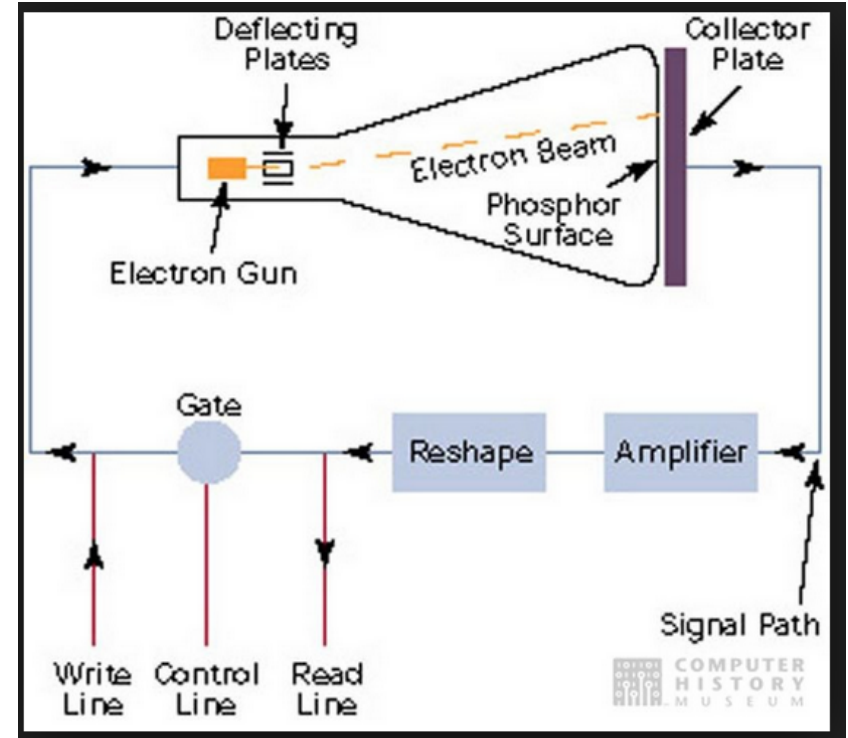 Deflecting
Plates
Collector
Plate
Electron Beam
Phosphor
Surface
Electron Gun
Gate
Reshape
Amplifier
Signal Path
Write
Line
Control
Line
Read
Line
COMPUTER
HISTORY
MUSEUM